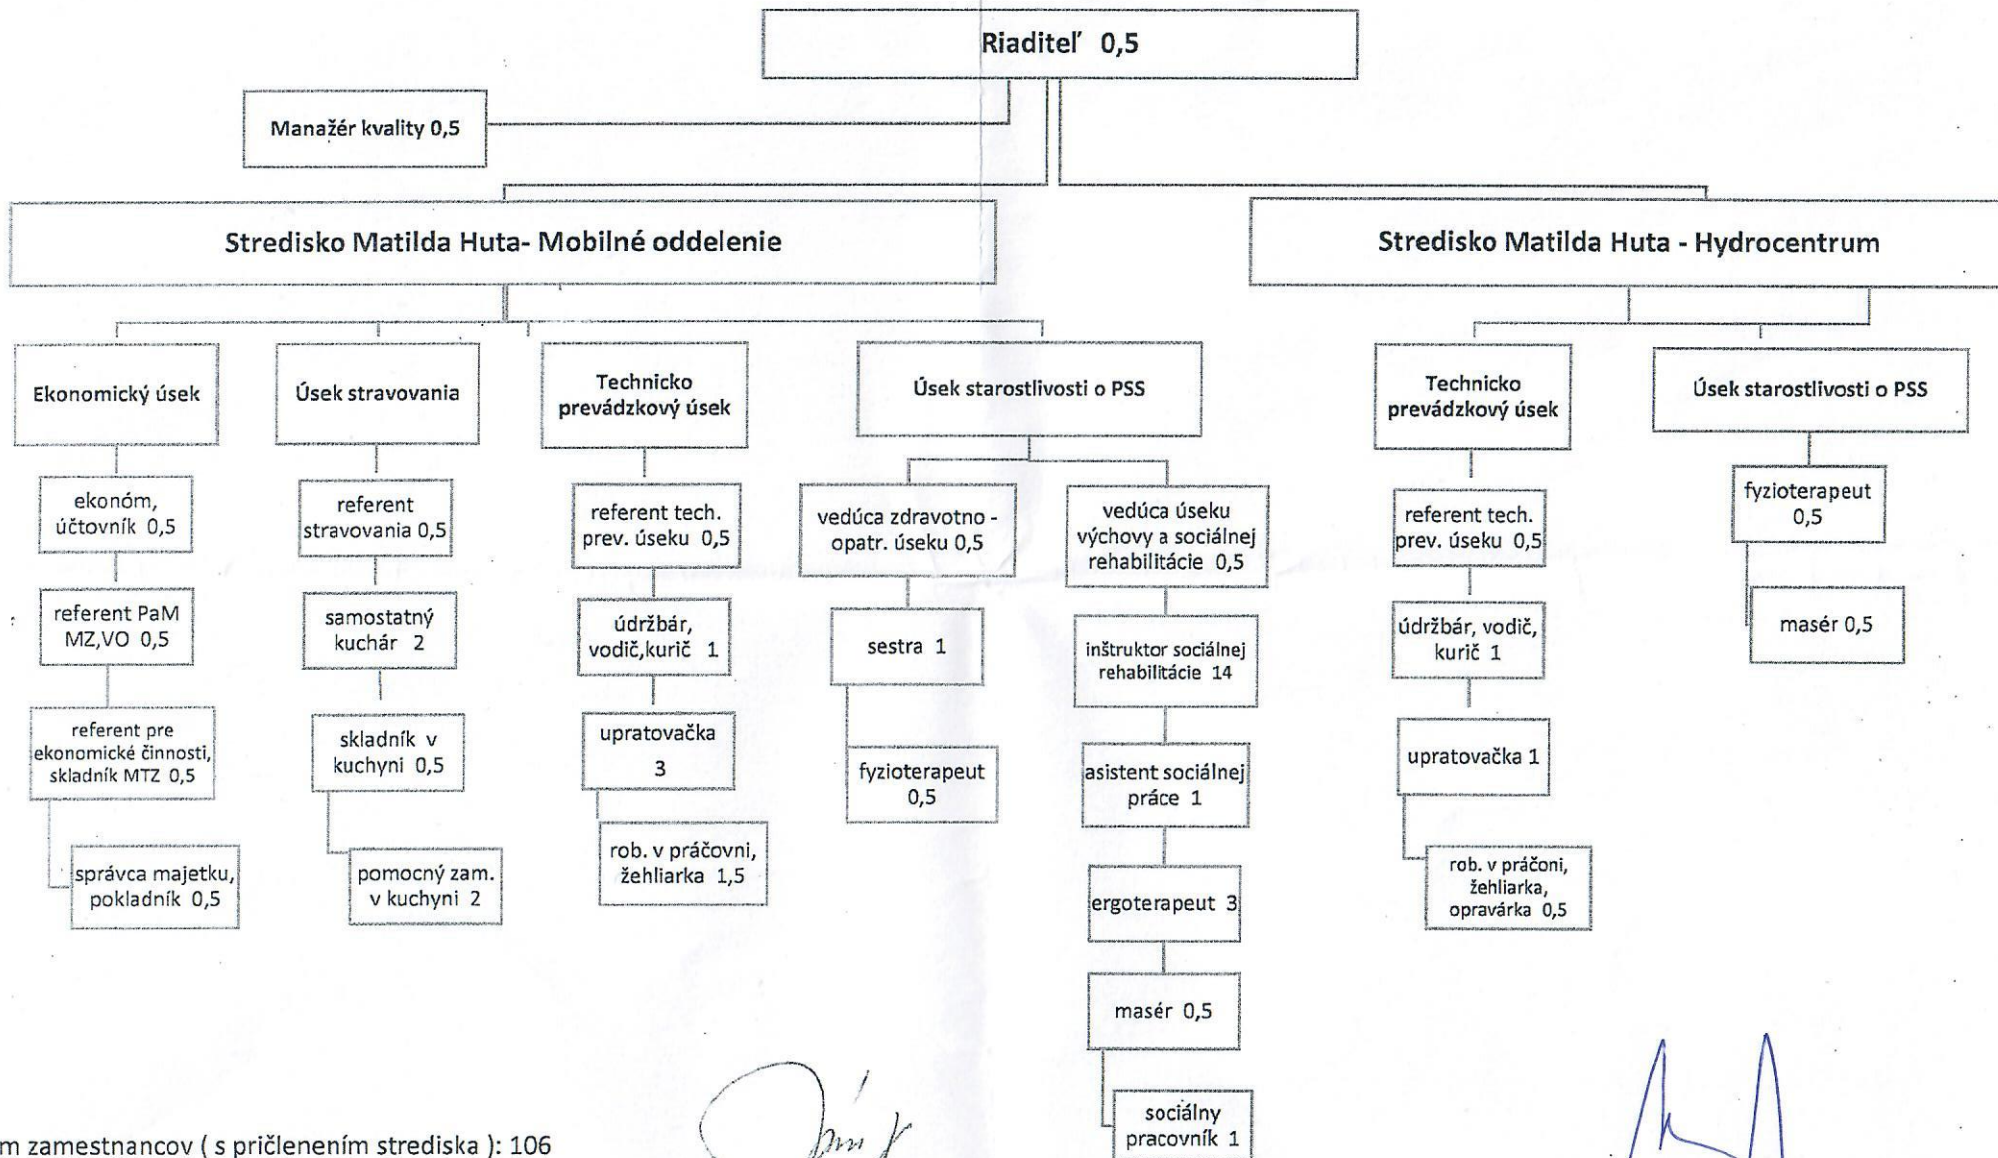 Riaditeľ 0,5
Manažér kvality 0,5
Stredisko Matilda Huta- Mobilné oddelenie
Stredisko Matilda Huta - Hydrocentrum
Ekonomický úsek
Úsek stravovania
Technicko
prevádzkový úsek
Úsek starostlivosti o PSS
Technicko
prevádzkový úsek
Úsek starostlivosti o PSS
ekonóm,
účtovník 0,5
referent PaM
MZ,VO 0,5
referent pre
ekonomické činnosti,
skladník MTZ 0,5
správca majetku,
pokladník 0,5
referent
stravovania 0,5
samostatný
kuchár 2
skladník v
kuchyni 0,5
pomocný zam.
v kuchyni 2
referent tech.
prev. úseku 0,5
údržbár,
vodič,kurič 1
upratovačka
3
rob. v práčovni,
žehliarka 1,5
vedúca zdravotno -
opatr. úseku 0,5
sestra 1
fyzioterapeut
0,5
vedúca úseku
výchovy a sociálnej
rehabilitácie 0,5
inštruktor sociálnej
rehabilitácie 14
asistent sociálnej
práce 1
ergoterapeut 3
masér 0,5
sociálny
pracovník 1
referent tech.
prev. úseku 0,5
údržbár, vodič,
kurič 1
upratovačka 1
rob. v práčoni,
žehliarka,
opravárka 0,5
fyzioterapeut
0,5
masér 0,5
m zamestnancov ( s pričlenením strediska ): 106